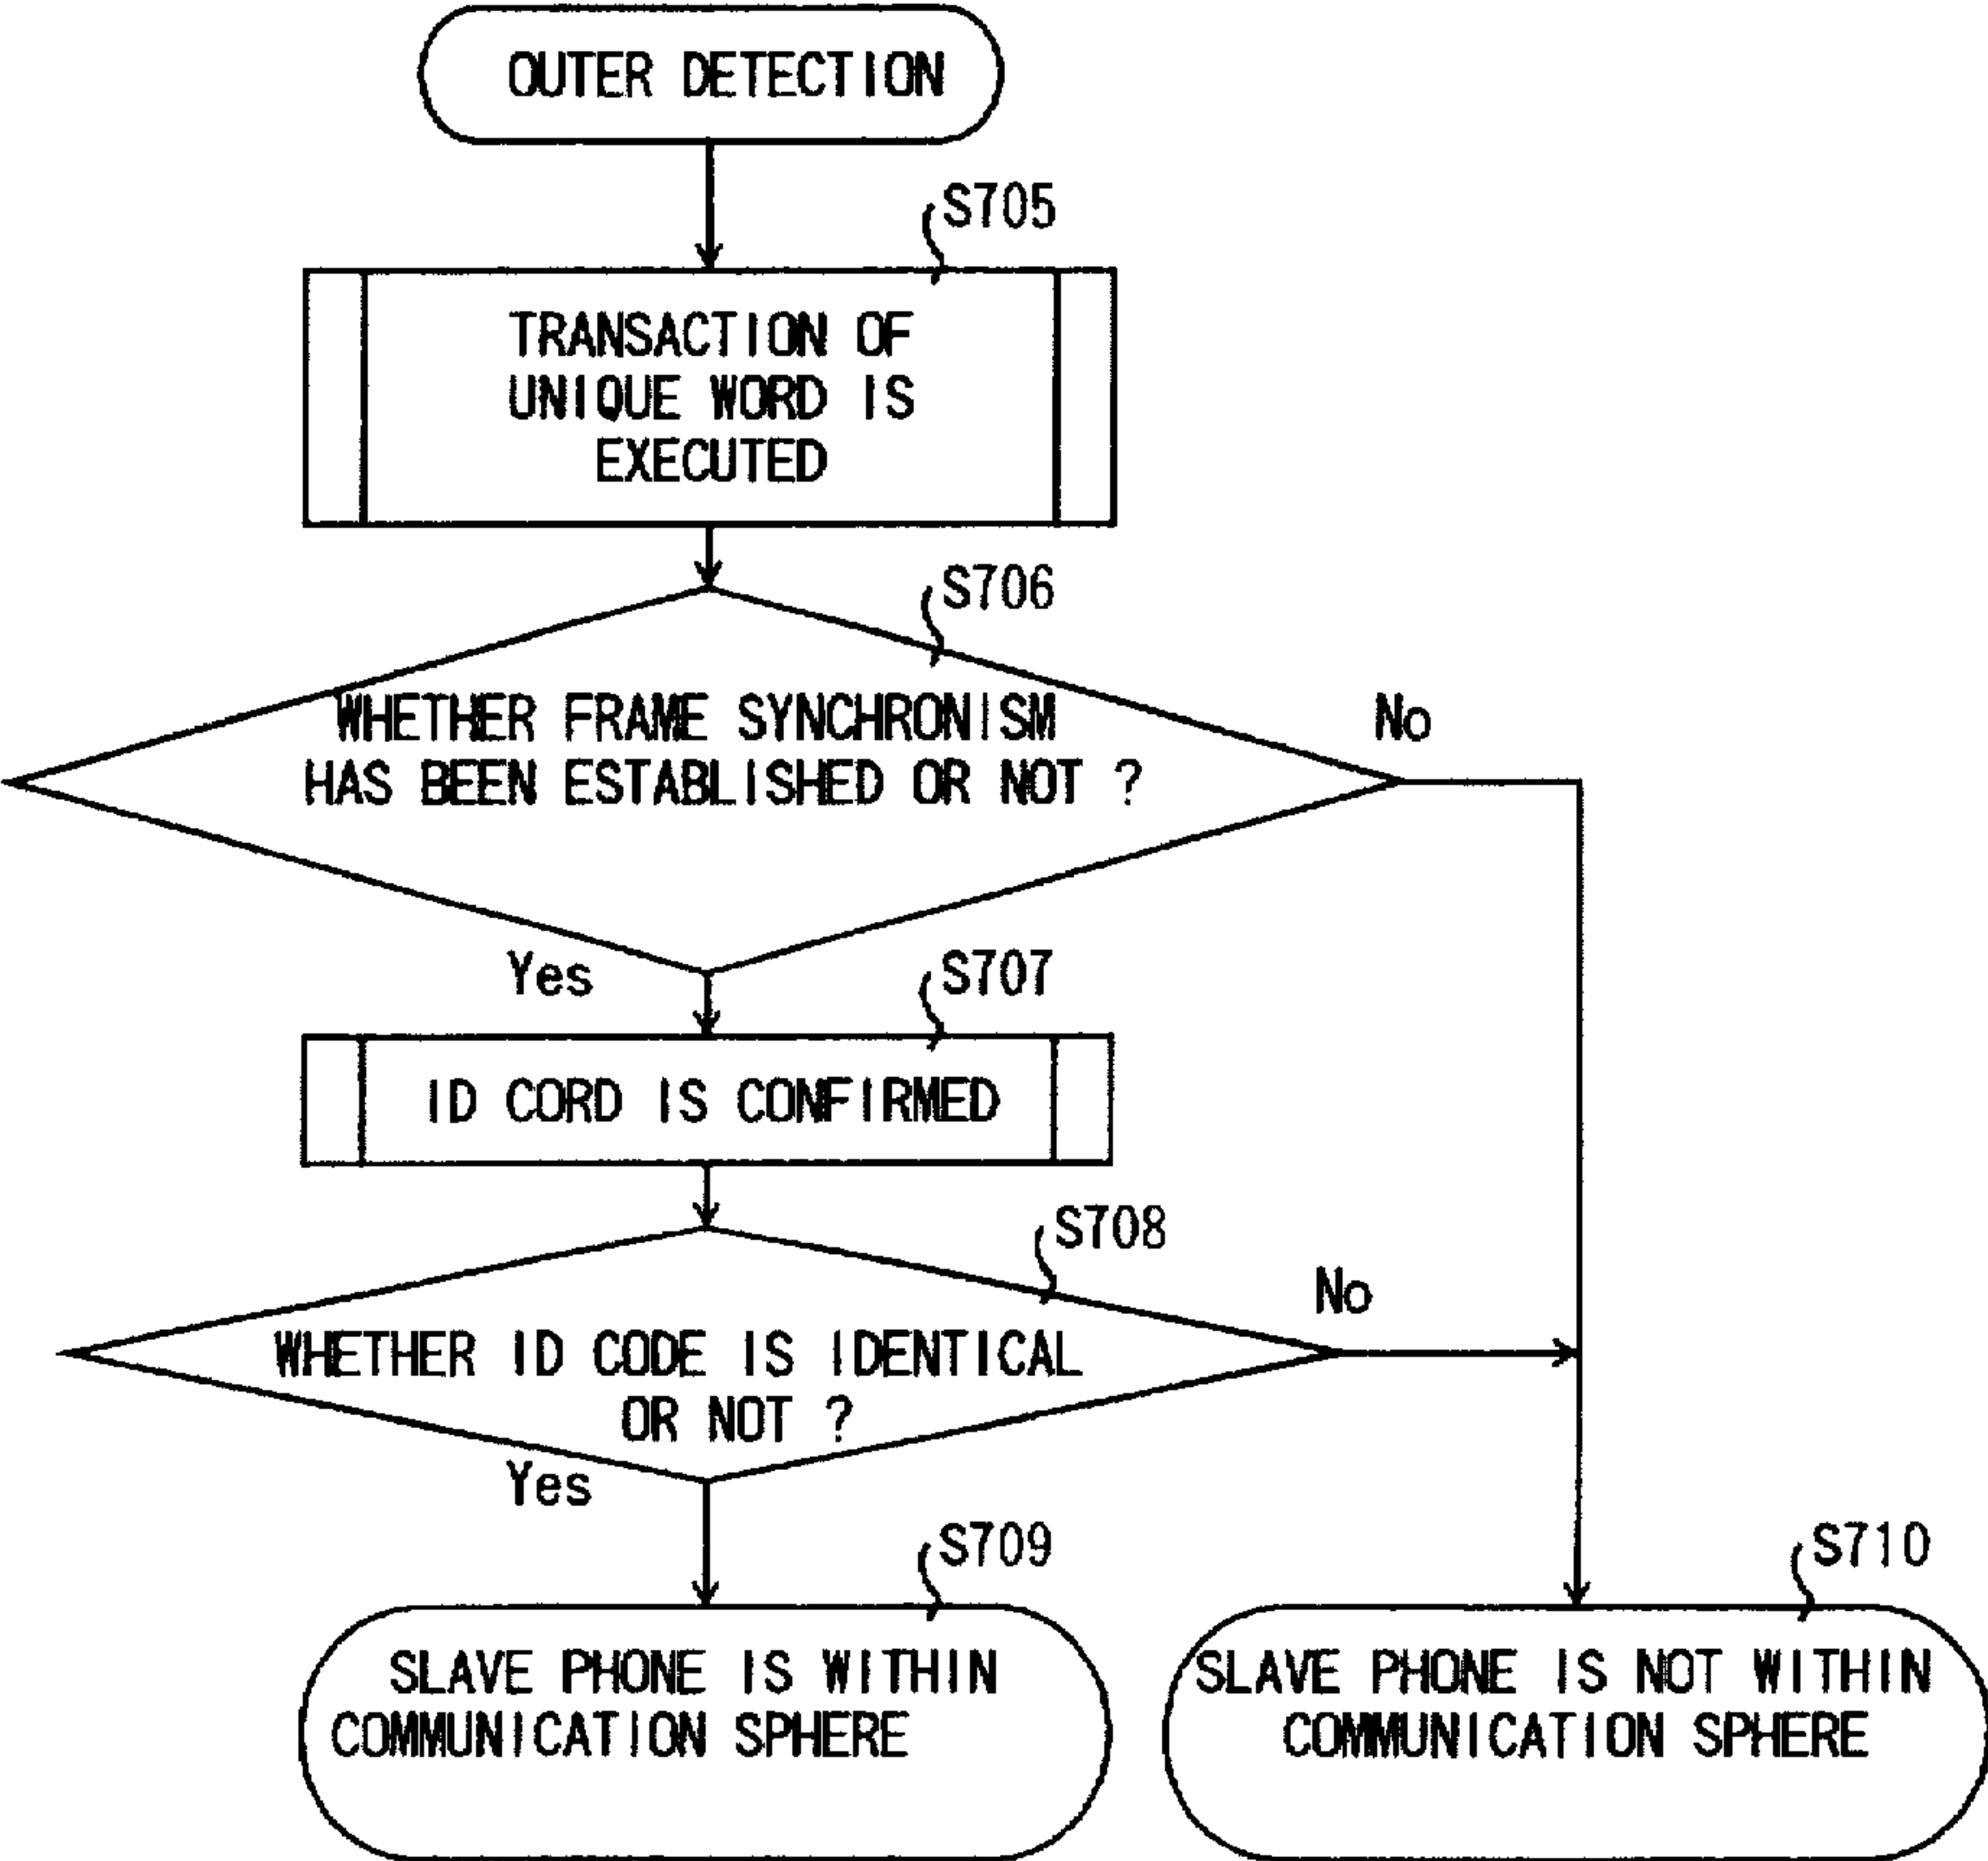 OUTER DETECTION
S705
TRANSACTION OF
UNIQUE WORD IS
EXECUTED
S706
WHETHER FRAME SYNCHRONISM
HAS BEEN ESTABLISHED OR NOT ?
No
Yes
S707
ID CORD IS CONFIRMED
S708
No
WHETHER ID CODE IS IDENTICAL
OR NOT ?
Yes
S709
SLAVE PHONE IS WITHIN
COMMUNICATION SPHERE
S710
SLAVE PHONE IS NOT WITHIN
COMMUNICATION SPHERE